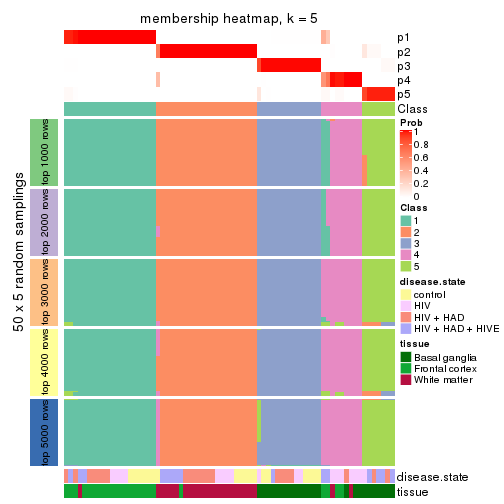 membership heatmap, k = 5
p1
p2
p3
p4
p5
Class
50 x 5 random samplings
top 1000 rows
top 2000 rows
top 3000 rows
top 4000 rows
top 5000 rows
disease.state
tissue
Prob
1
0.8
0.6
0.4
0.2
0
Class
1
2
3
4
5
disease.state
control
HIV
HIV + HAD
HIV + HAD + HIVE
tissue
Basal ganglia
Frontal cortex
White matter